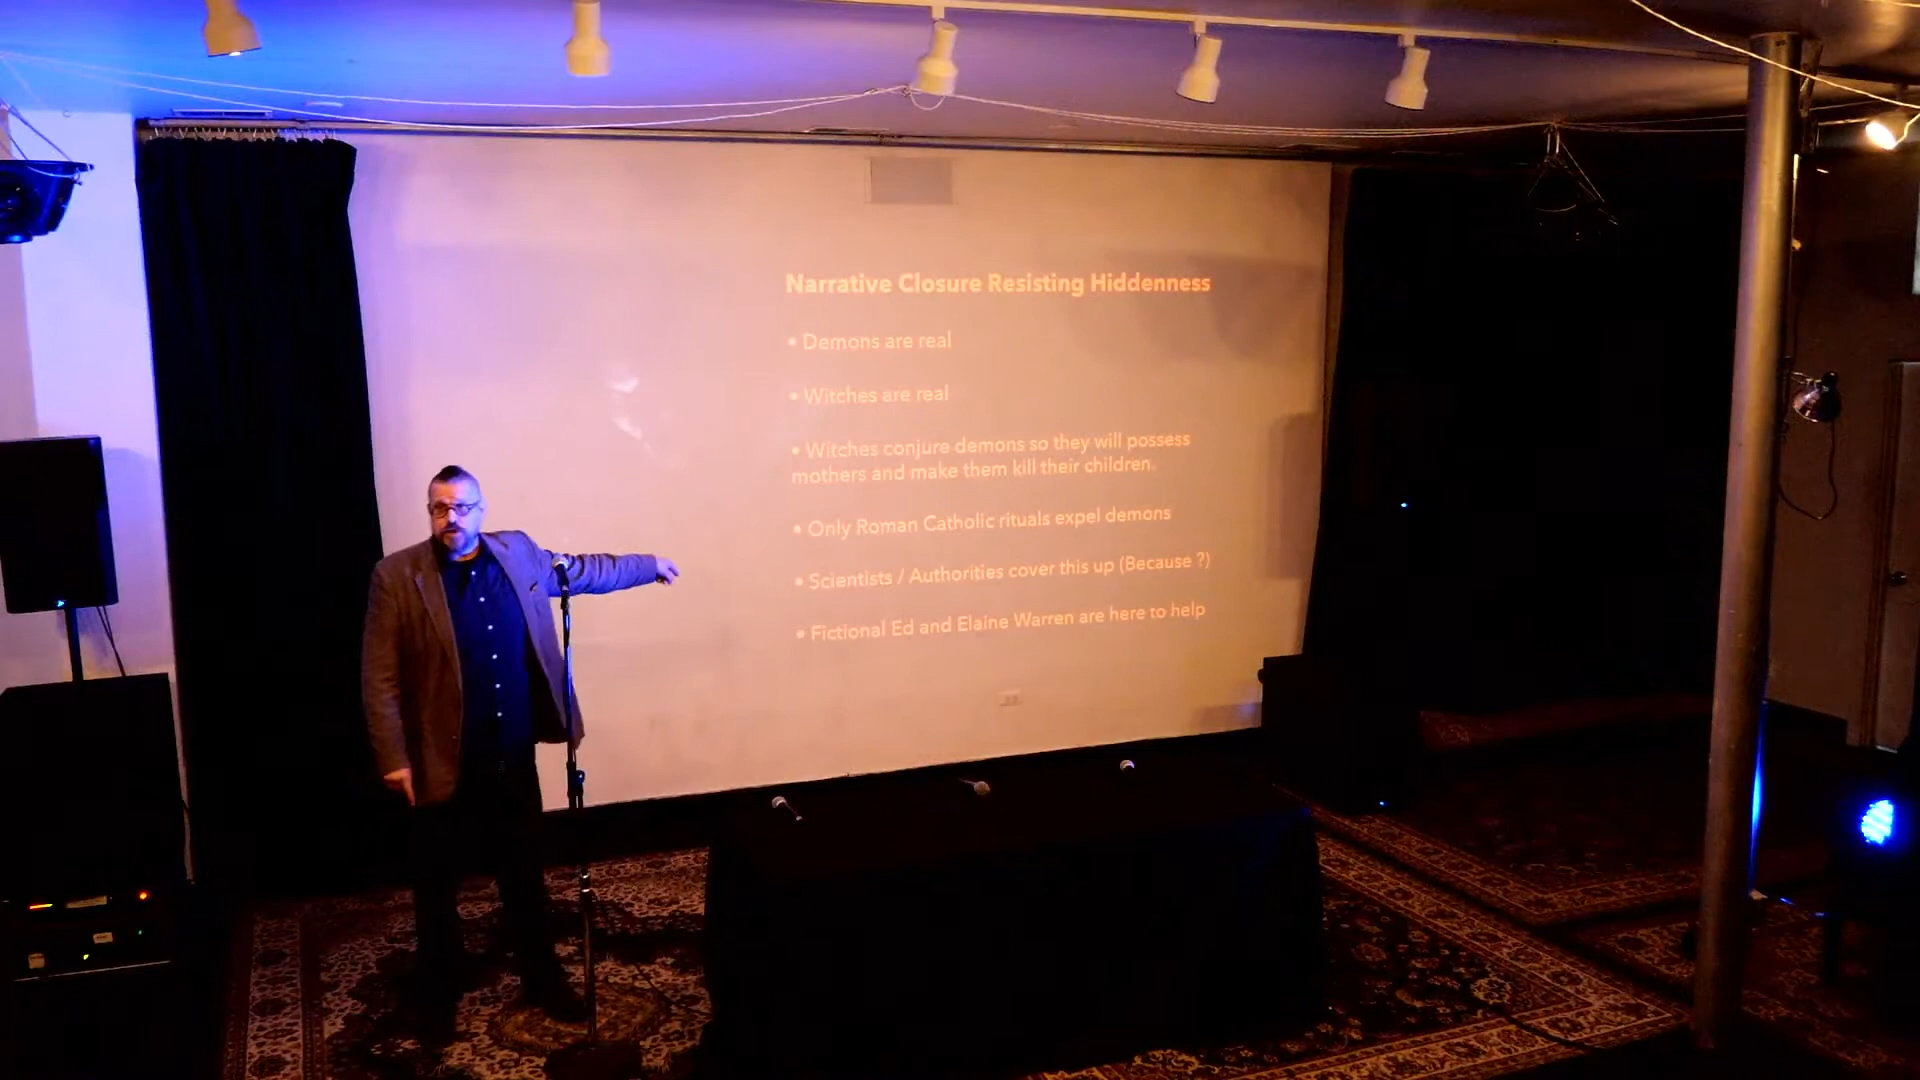 Narrative Closure Resisting Hiddenness
• Demons are real
• Witches are real
• Witches conjure demons so they will possess
mothers and make them kill their children.
• Only Roman Catholic rituals expel demons
• Scientists / Authorities cover this up (Because ?)
• Fictional Ed and Elaine Warren are here to help